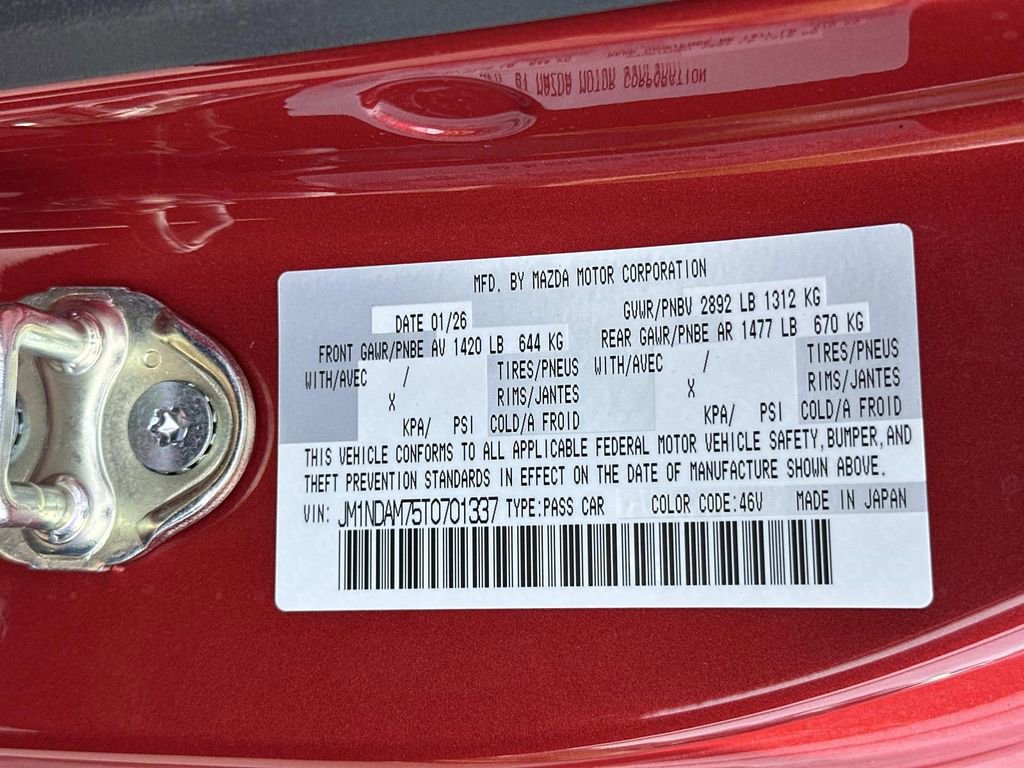 MFD. BY MAZDA MOTOR CORPORATION
DATE 01/26 GVWR/PNBV 2892 LB 1312 KG
FRONT GAWR/PNBE AV 1420 LB 644 KG REAR GAWR/PNBE AR 1477 LB 670 KG
WITH/AVEC / TIRES/PNEUS WITH/AVEC / TIRES/PNEUS
X RIMS/JANTES X RIMS/JANTES
KPA/ PSI COLD/A FROID KPA/ PSI COLD/A FROID
THIS VEHICLE CONFORMS TO ALL APPLICABLE FEDERAL MOTOR VEHICLE SAFETY, BUMPER, AND
THEFT PREVENTION STANDARDS IN EFFECT ON THE DATE OF MANUFACTURE SHOWN ABOVE.
VIN: JM1NDAM75T0701337 TYPE:PASS CAR COLOR CODE:46V MADE IN JAPAN